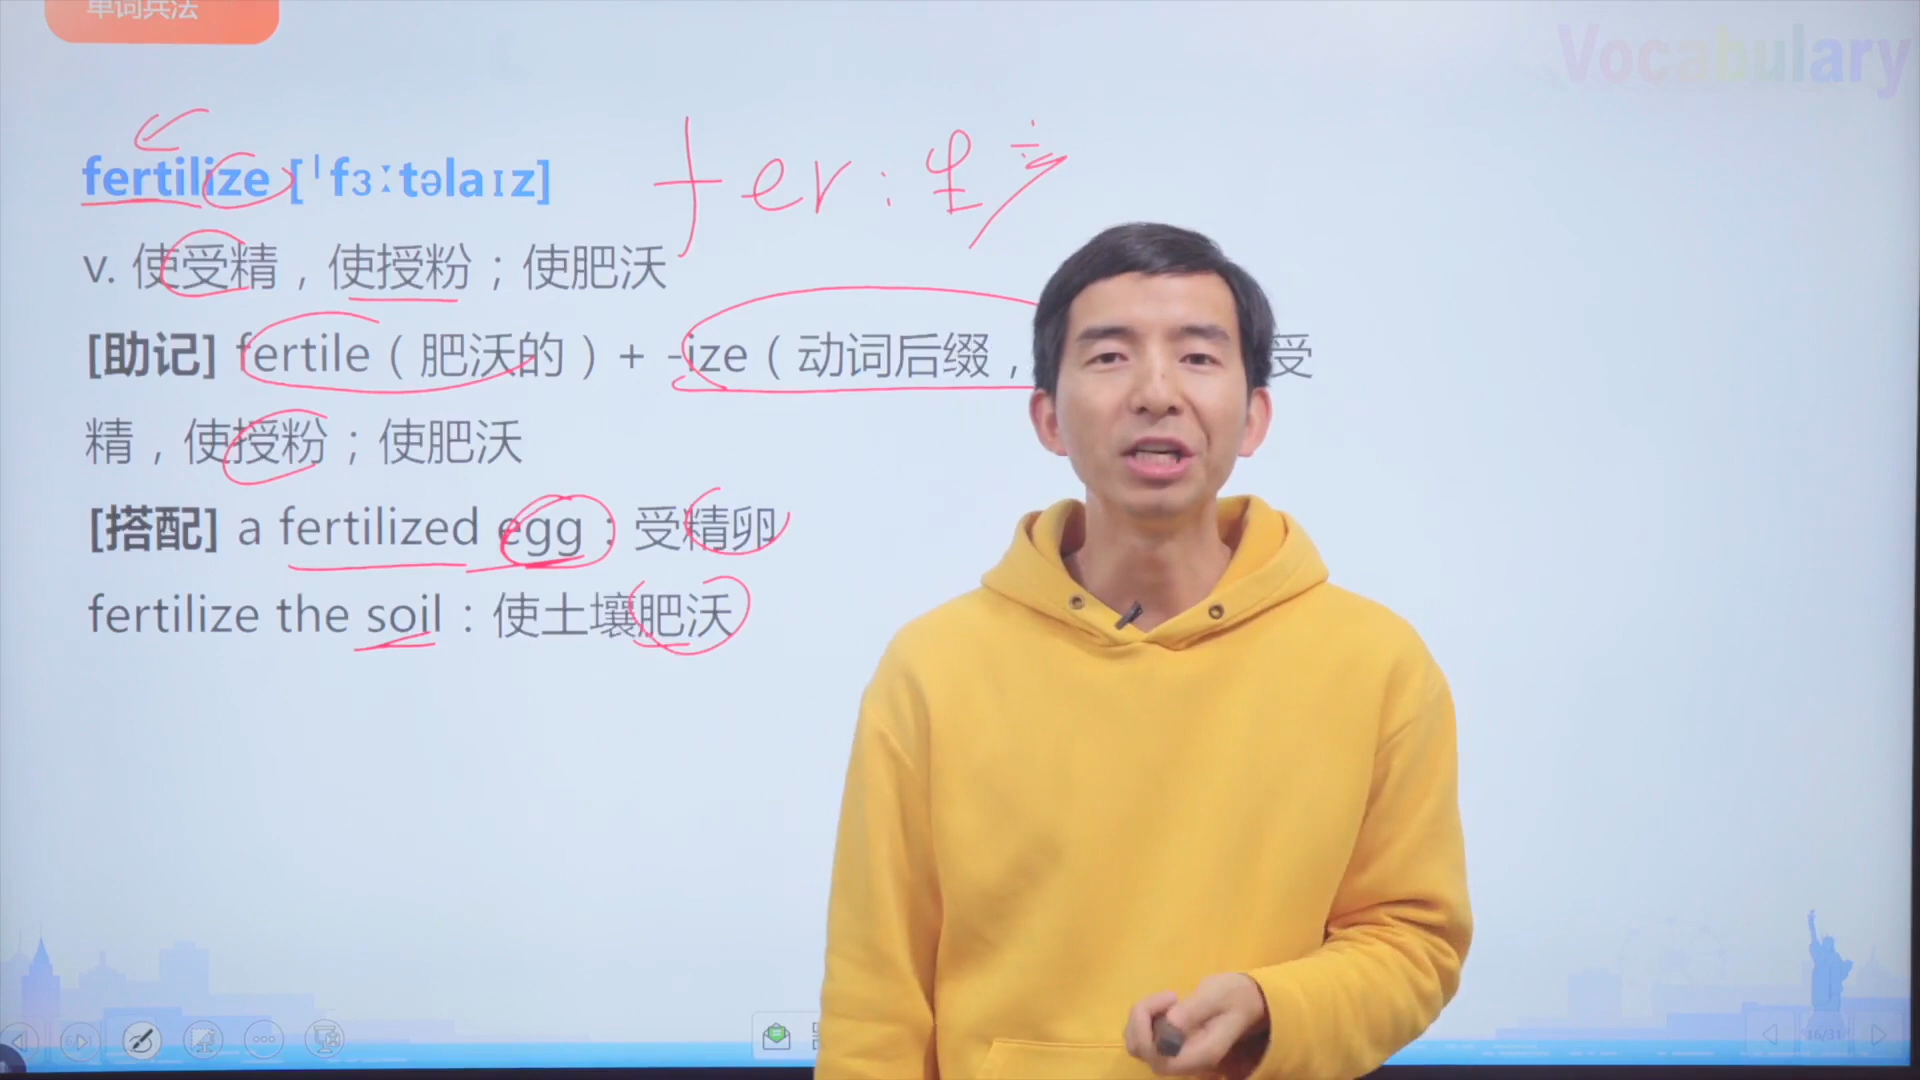 单词兵法
Vocabulary
fertilize [ˈfɜːtəlaɪz]
fer: 生产
v. 使受精，使授粉；使肥沃
[助记] fertile（肥沃的）+ -ize（动词后缀， 受
精，使授粉；使肥沃
[搭配] a fertilized egg：受精卵
fertilize the soil：使土壤肥沃
16/31